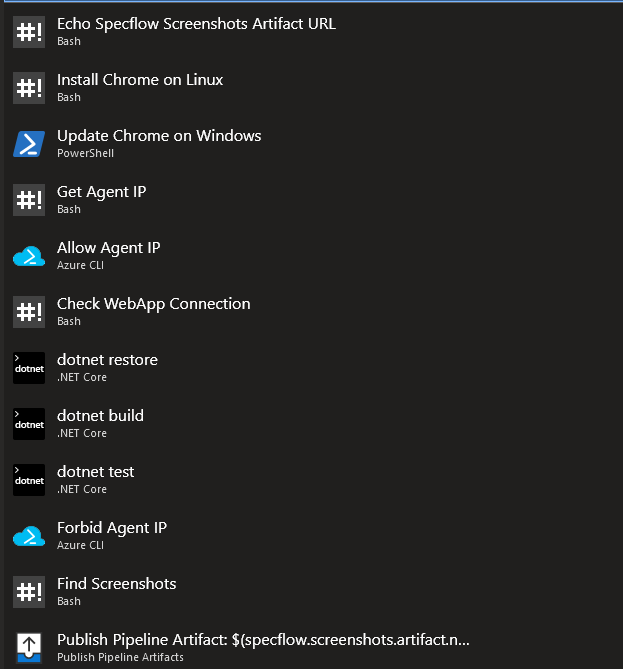 #!
Echo Specflow Screenshots Artifact URL
Bash
#!
Install Chrome on Linux
Bash
Update Chrome on Windows
PowerShell
#!
Get Agent IP
Bash
Allow Agent IP
Azure CLI
#!
Check WebApp Connection
Bash
>
dotnet
dotnet restore
.NET Core
>
dotnet
dotnet build
.NET Core
>
dotnet
dotnet test
.NET Core
Forbid Agent IP
Azure CLI
#!
Find Screenshots
Bash
Publish Pipeline Artifact: $(specflow.screenshots.artifact.n...
Publish Pipeline Artifacts